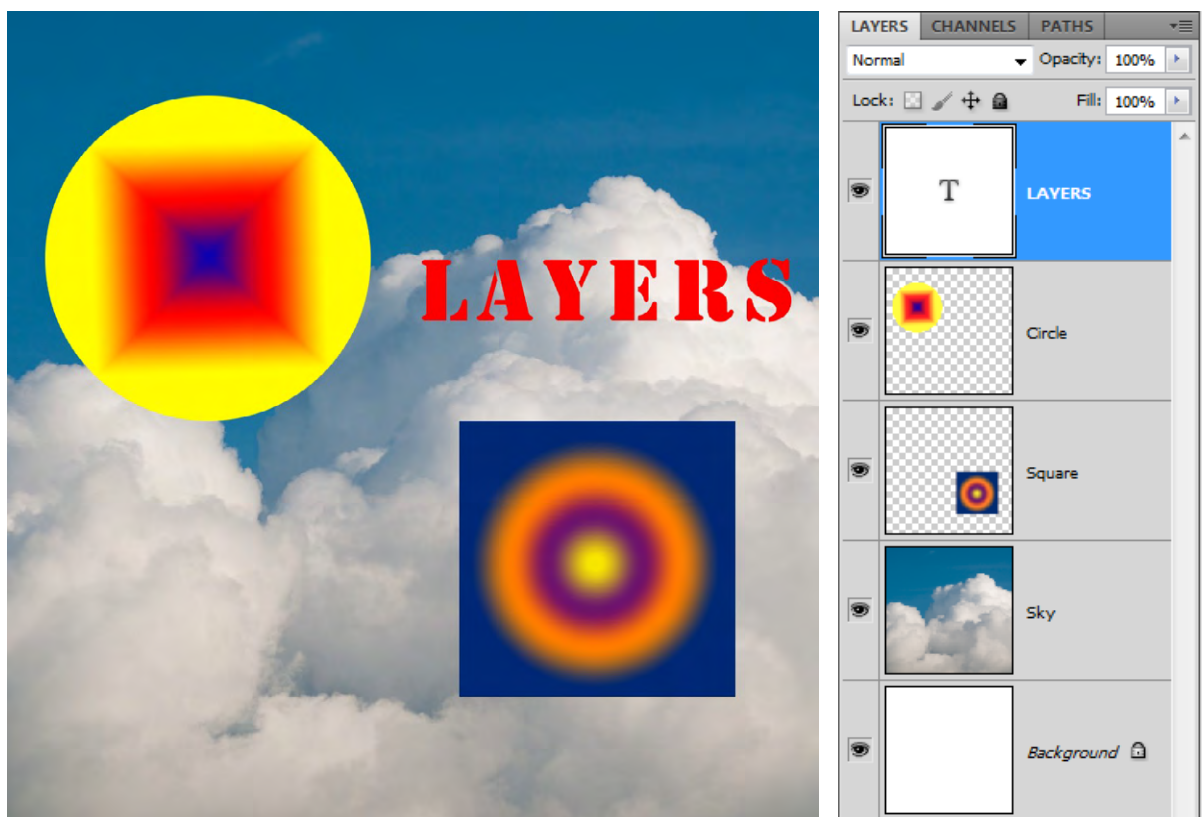 LAYERS
LAYERS CHANNELS PATHS
Normal Opacity: 100%
Lock: Fill: 100%
T LAYERS
Circle
Square
Sky
Background